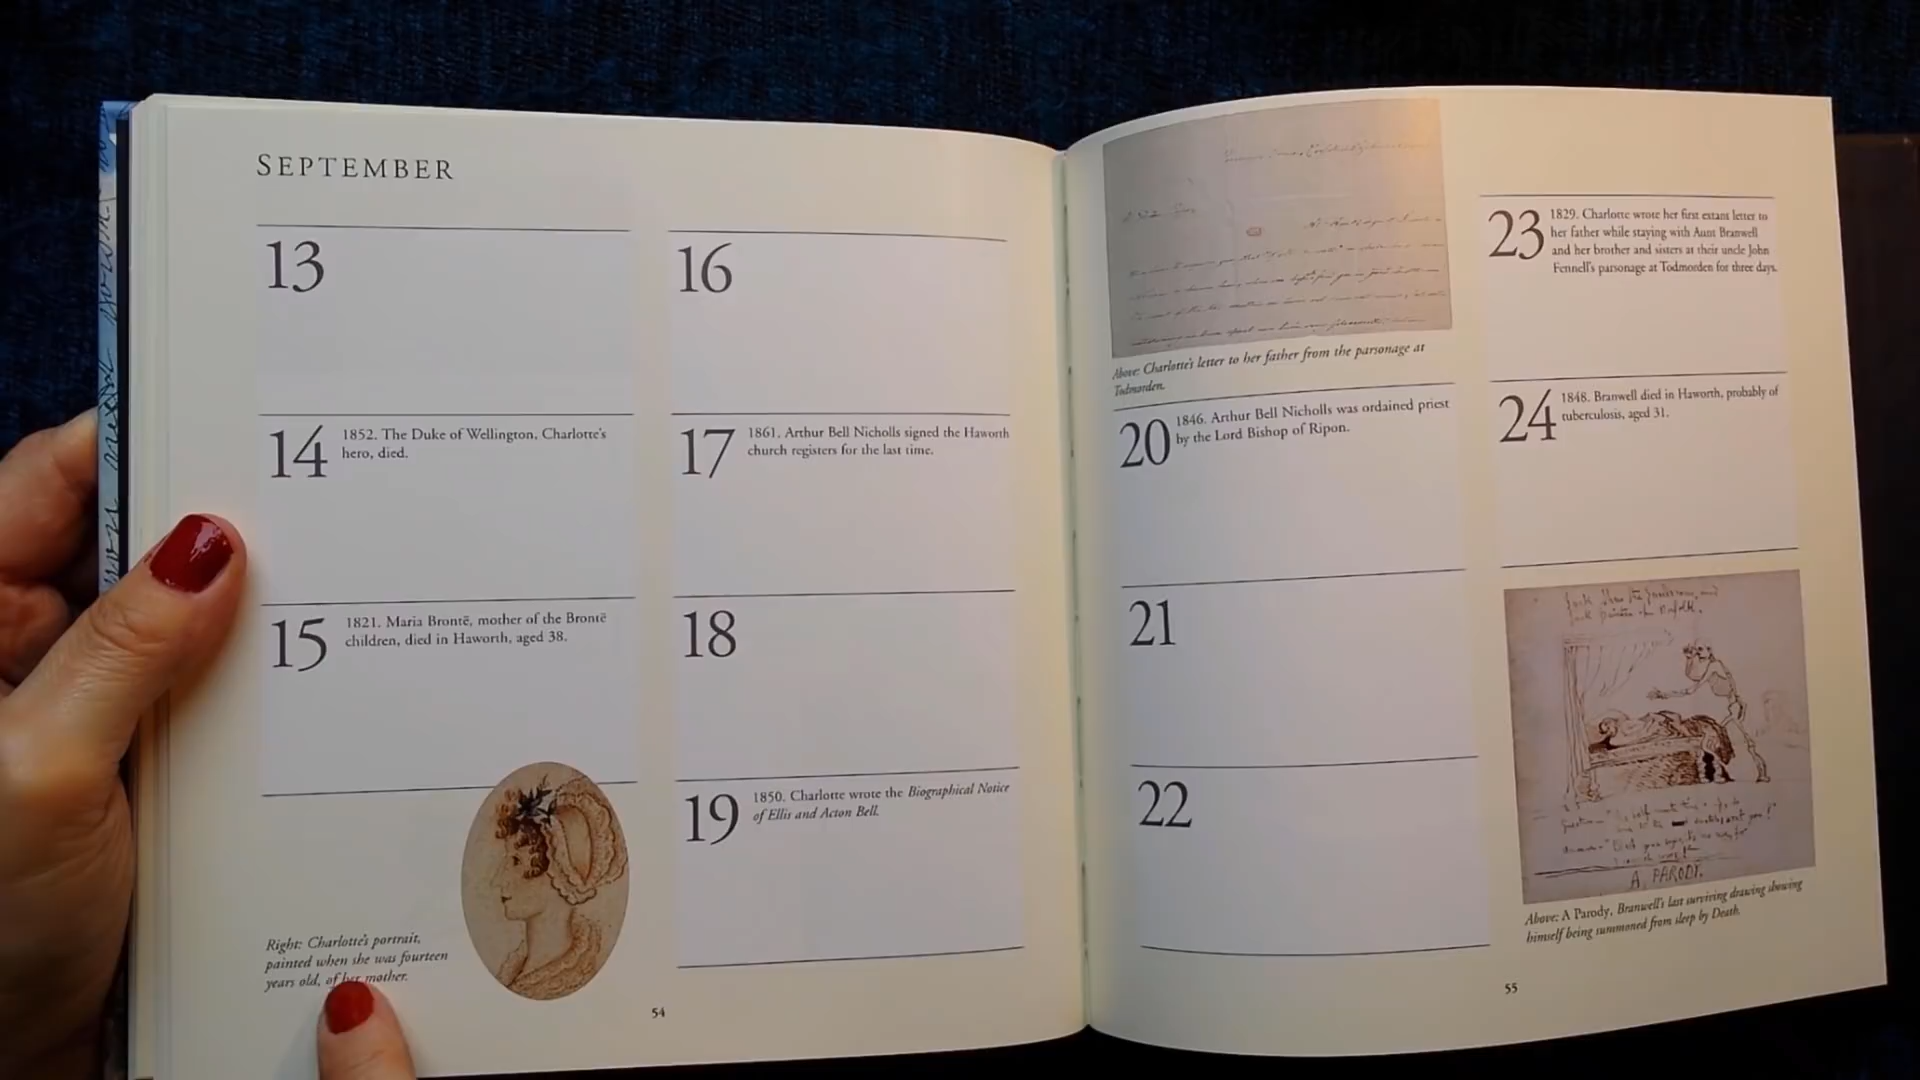 SEPTEMBER
13
14
1852. The Duke of Wellington, Charlotte's
hero, died.
15
1821. Maria Brontë, mother of the Brontë
children, died in Haworth, aged 38.
Right: Charlotte's portrait,
painted when she was fourteen
years old, of her mother.
16
17
1861. Arthur Bell Nicholls signed the Haworth
church registers for the last time.
18
19
1850. Charlotte wrote the Biographical Notice
of Ellis and Acton Bell.
54
Above: Charlotte's letter to her father from the parsonage at
Todmorden.
20
1846. Arthur Bell Nicholls was ordained priest
by the Lord Bishop of Ripon.
21
22
23
1829. Charlotte wrote her first extant letter to
her father while staying with Aunt Branwell
and her brother and sisters at their uncle John
Fennell's parsonage at Todmorden for three days.
24
1848. Branwell died in Haworth, probably of
tuberculosis, aged 31.
A PARODY.
Above: A Parody, Branwell's last surviving drawing showing
himself being summoned from sleep by Death.
55